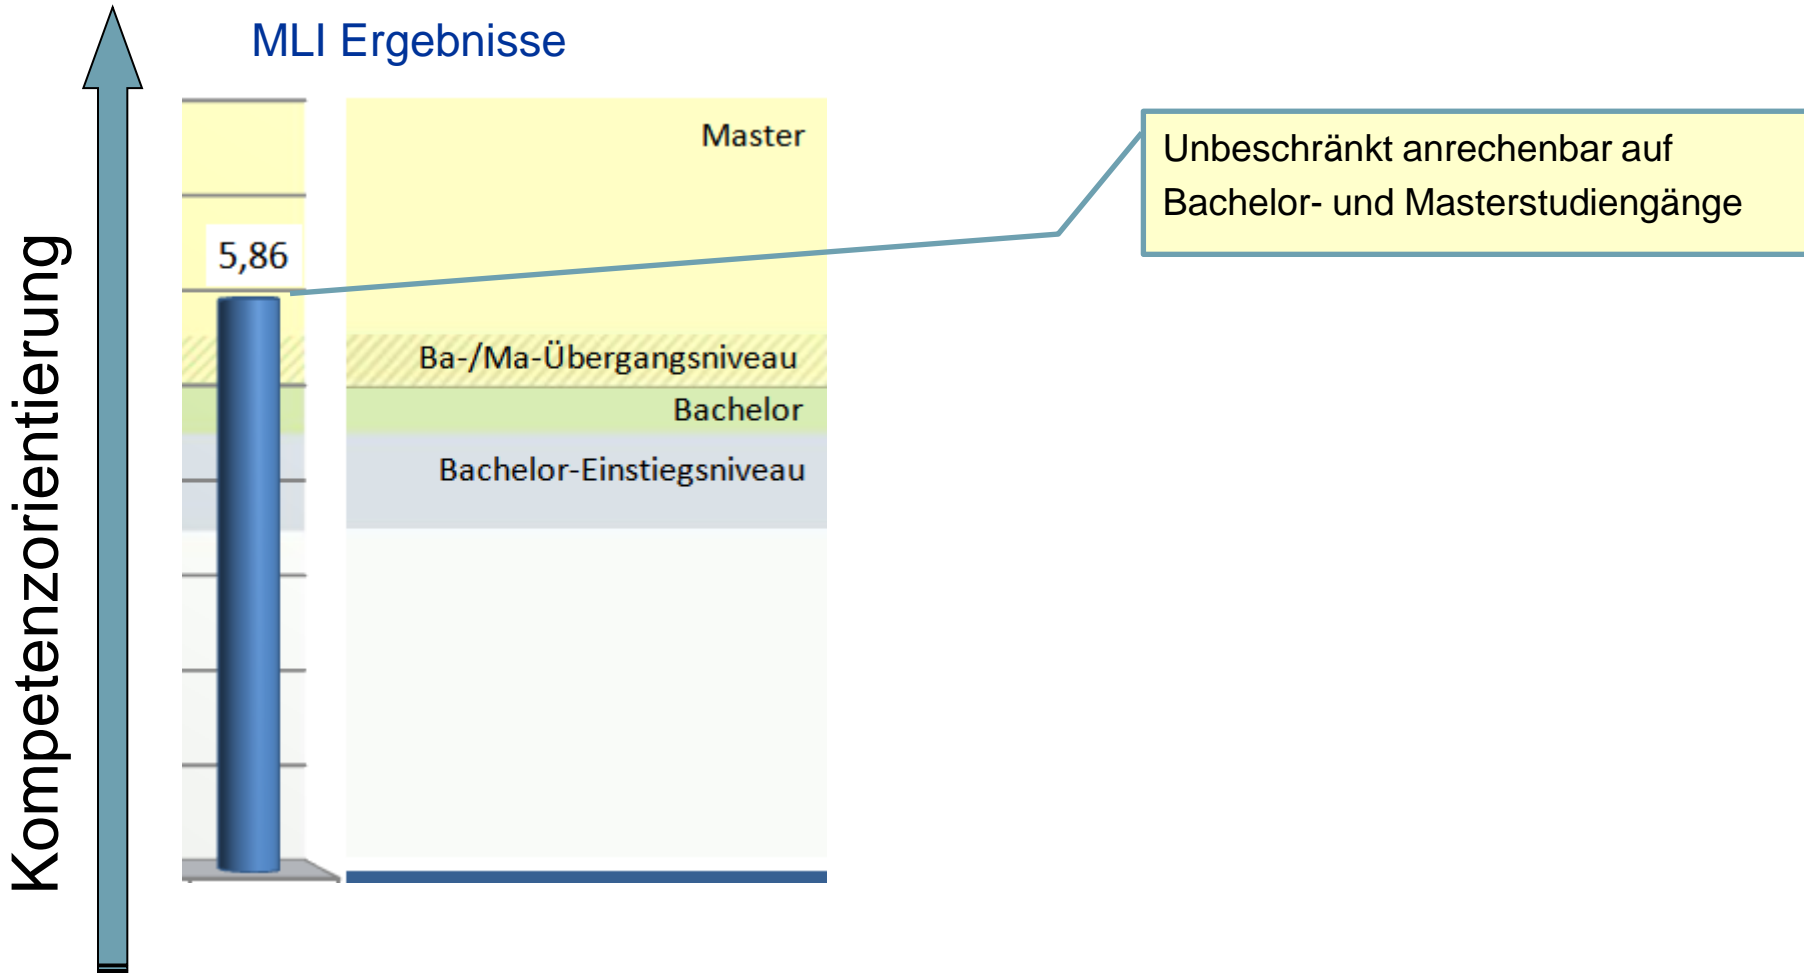 MLI Ergebnisse
Kompetenzorientierung
5,86
Master
Ba-/Ma-Übergangsniveau
Bachelor
Bachelor-Einstiegsniveau
Unbeschränkt anrechenbar auf
Bachelor- und Masterstudiengänge